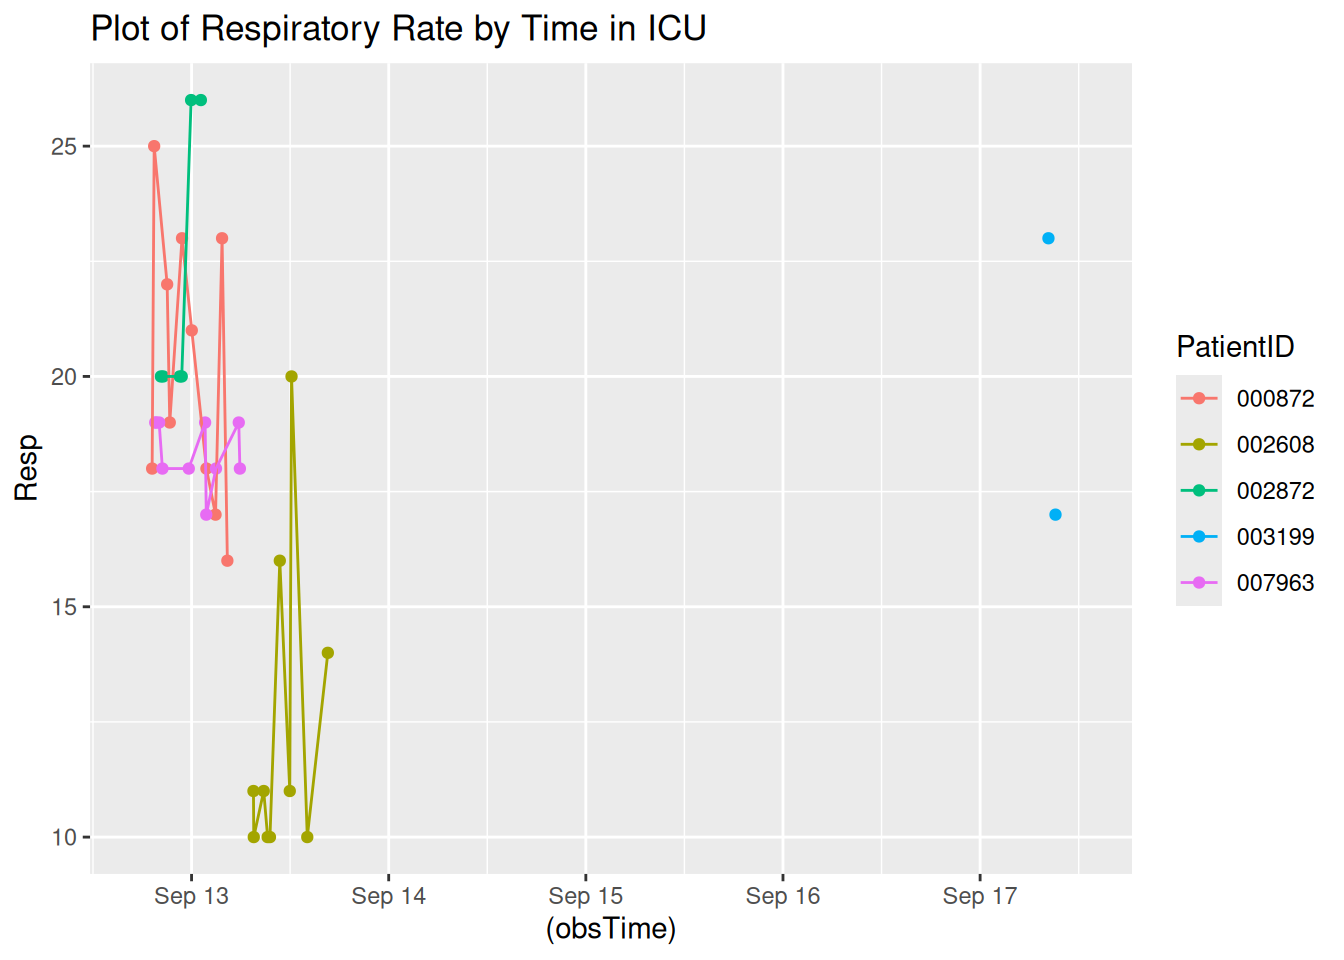 Plot of Respiratory Rate by Time in ICU
25
20
15
10
Resp
Sep 13
Sep 14
Sep 15
Sep 16
Sep 17
(obsTime)
PatientID
000872
002608
002872
003199
007963